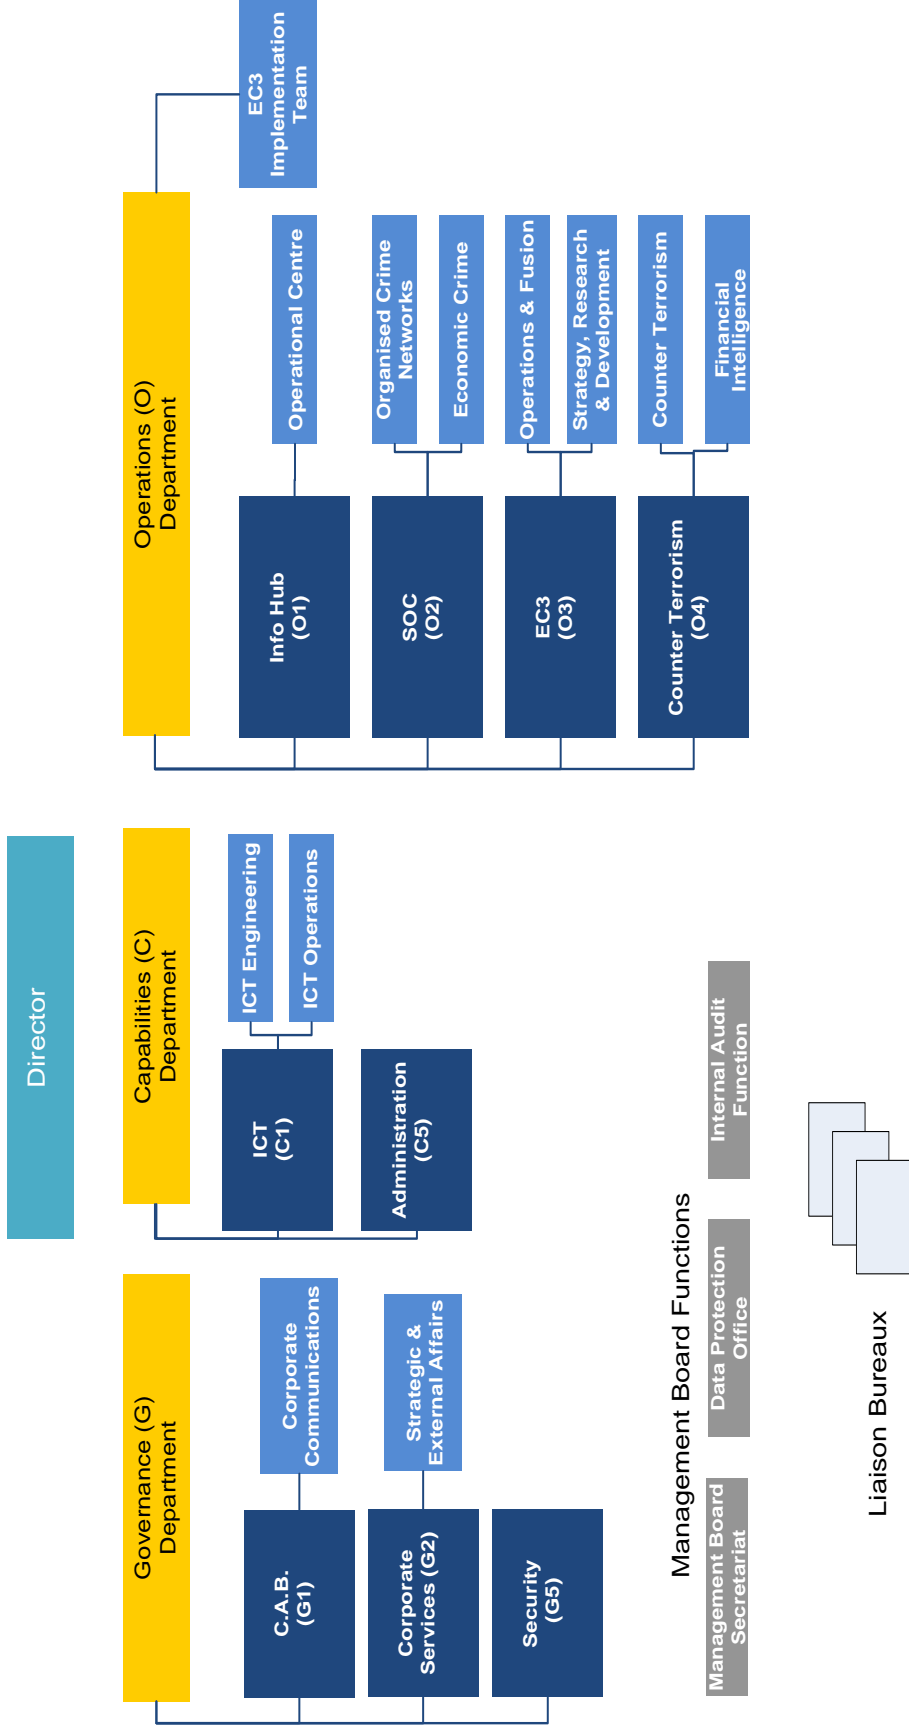 Director
Governance (G)
Department
C.A.B.
(G1)
Corporate
Communications
Corporate
Services (G2)
Strategic &
External Affairs
Security
(G5)
Capabilities (C)
Department
ICT
(C1)
ICT Engineering
ICT Operations
Administration
(C5)
Operations (O)
Department
EC3
Implementation
Team
Info Hub
(O1)
Operational Centre
SOC
(O2)
Organised Crime
Networks
Economic Crime
EC3
(O3)
Operations & Fusion
Strategy, Research
& Development
Counter Terrorism
(O4)
Counter Terrorism
Financial
Intelligence
Management Board Functions
Management Board
Secretariat
Data Protection
Office
Internal Audit
Function
Liaison Bureaux